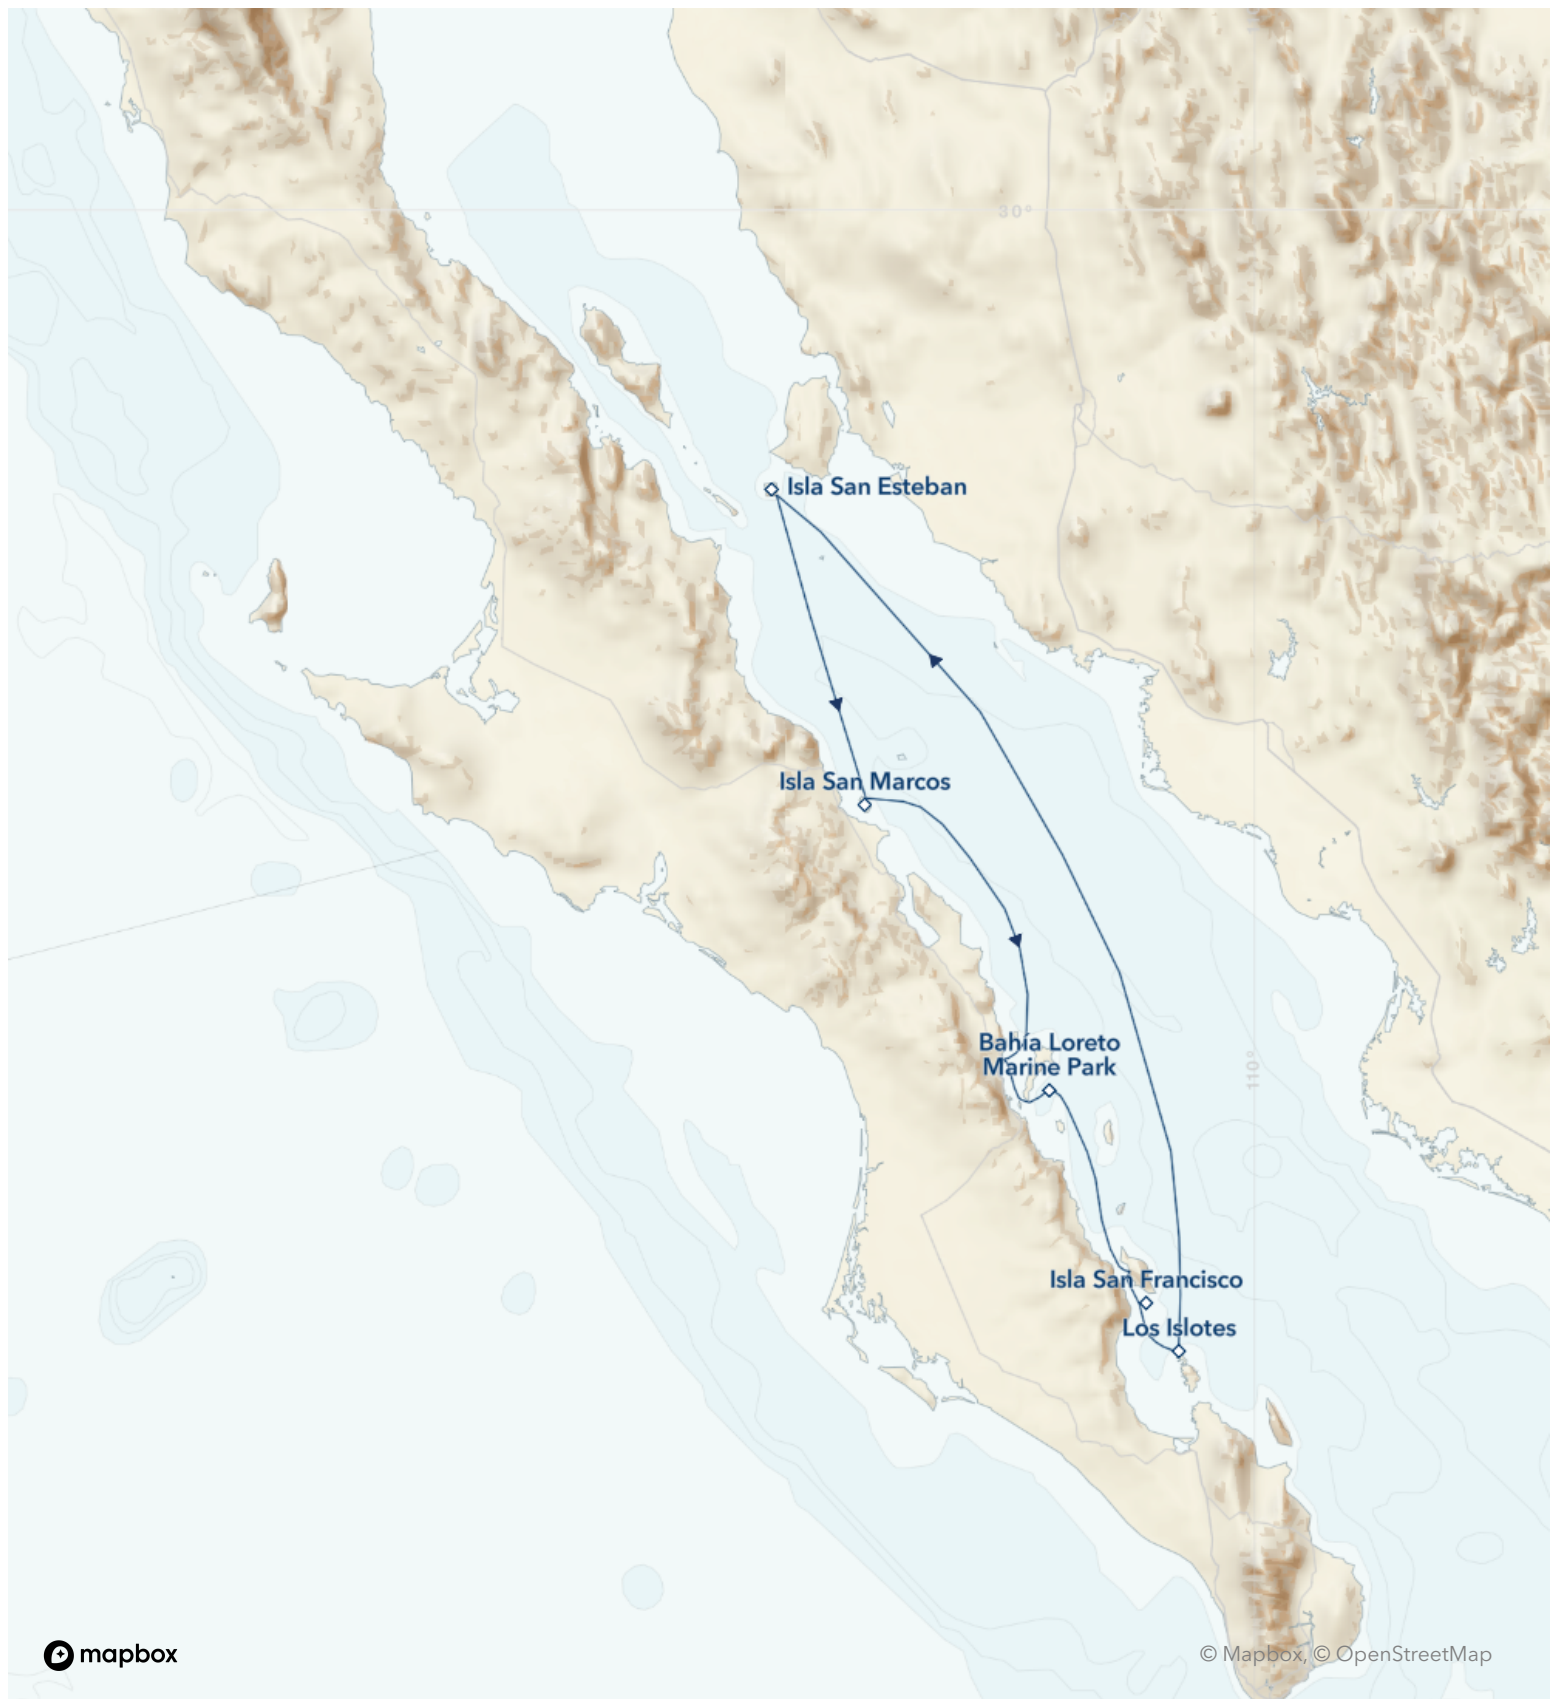 30°
Isla San Esteban
Isla San Marcos
Bahía Loreto
Marine Park
110°
Isla San Francisco
Los Islotes
mapbox
© Mapbox, © OpenStreetMap